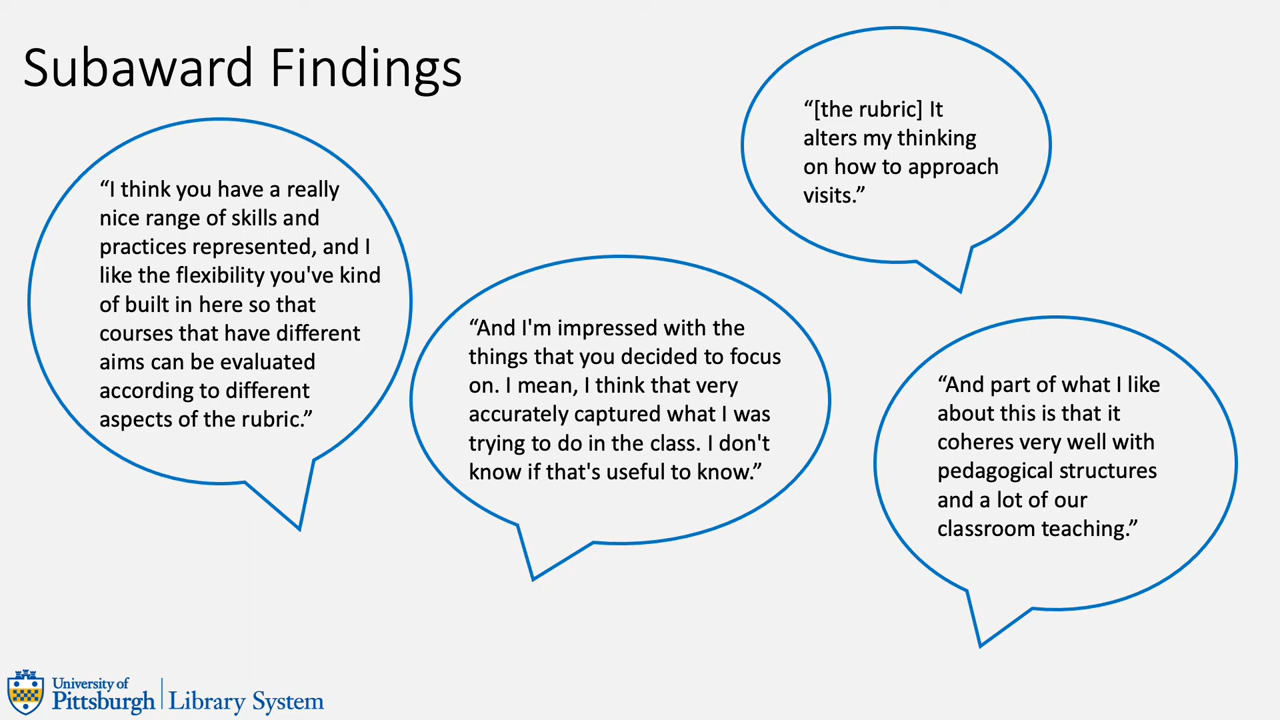 Subaward Findings
“I think you have a really
nice range of skills and
practices represented, and I
like the flexibility you've kind
of built in here so that
courses that have different
aims can be evaluated
according to different
aspects of the rubric.”
“And I'm impressed with the
things that you decided to focus
on. I mean, I think that very
accurately captured what I was
trying to do in the class. I don't
know if that's useful to know.”
“[the rubric] It
alters my thinking
on how to approach
visits.”
“And part of what I like
about this is that it
coheres very well with
pedagogical structures
and a lot of our
classroom teaching.”
University of
Pittsburgh | Library System